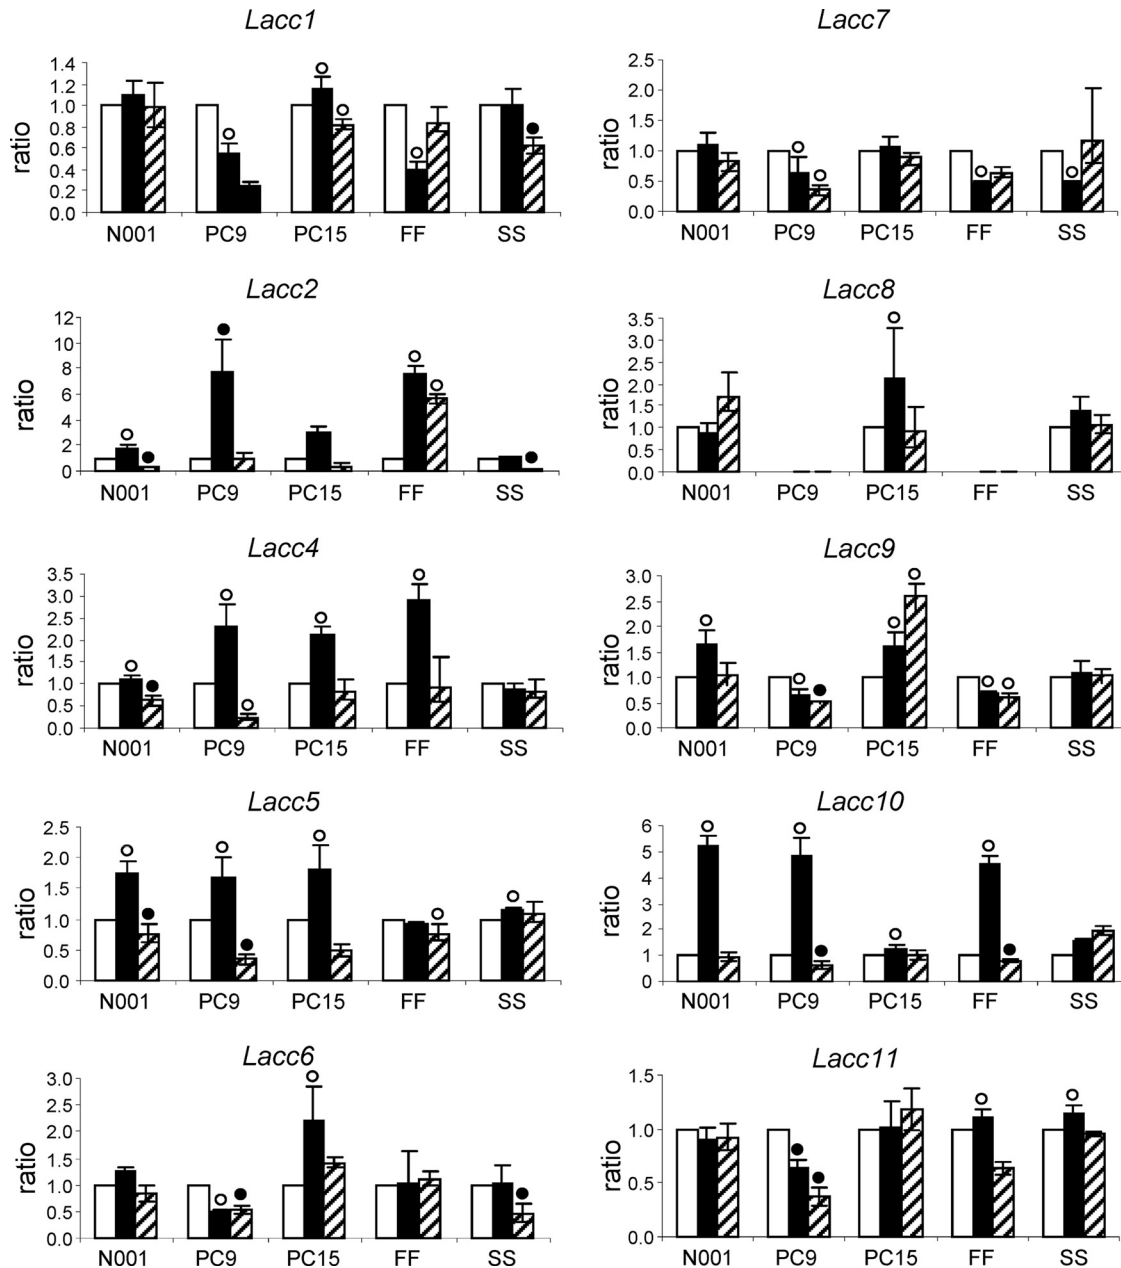 Lacc1
1.4
1.2
1.0
0.8
0.6
0.4
0.2
0.0
ratio
N001 PC9 PC15 FF SS
Lacc7
2.5
2.0
1.5
1.0
0.5
0.0
ratio
N001 PC9 PC15 FF SS
Lacc2
12
10
8
6
4
2
0
ratio
N001 PC9 PC15 FF SS
Lacc8
3.5
3.0
2.5
2.0
1.5
1.0
0.5
0.0
ratio
N001 PC9 PC15 FF SS
Lacc4
3.5
3.0
2.5
2.0
1.5
1.0
0.5
0.0
ratio
N001 PC9 PC15 FF SS
Lacc9
3.0
2.5
2.0
1.5
1.0
0.5
0.0
ratio
N001 PC9 PC15 FF SS
Lacc5
2.5
2.0
1.5
1.0
0.5
0.0
ratio
N001 PC9 PC15 FF SS
Lacc10
6
5
4
3
2
1
0
ratio
N001 PC9 PC15 FF SS
Lacc6
3.0
2.5
2.0
1.5
1.0
0.5
0.0
ratio
N001 PC9 PC15 FF SS
Lacc11
1.5
1.0
0.5
0.0
ratio
N001 PC9 PC15 FF SS